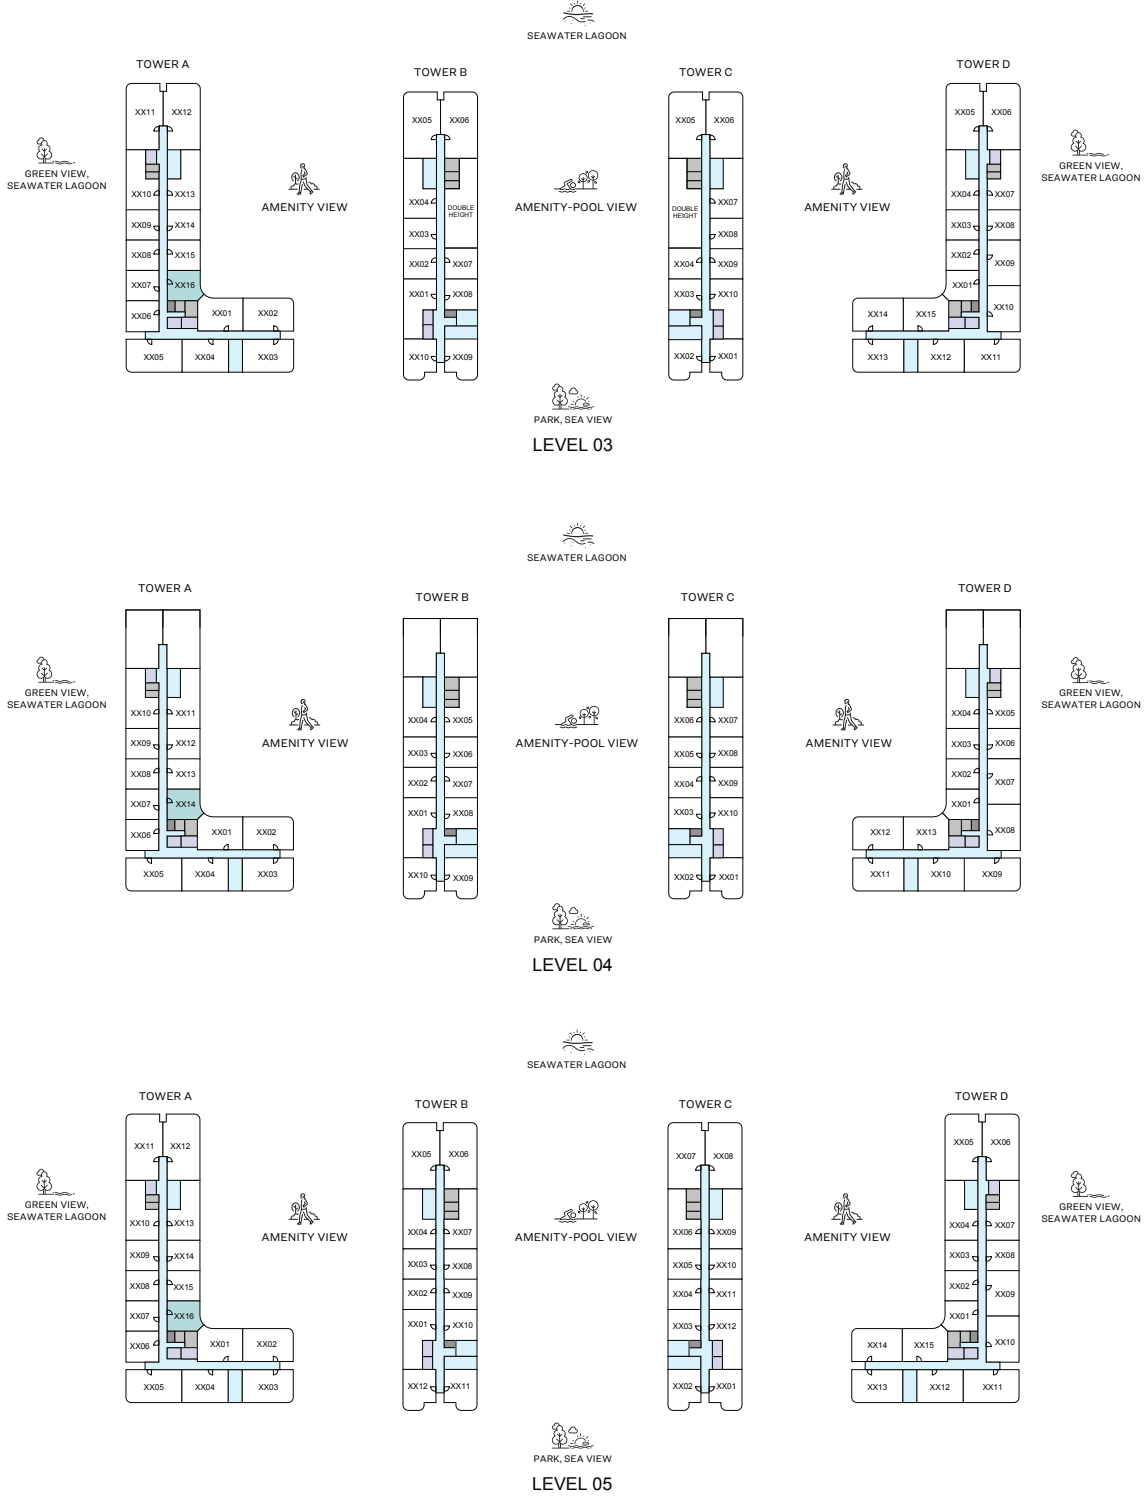 SEAWATER LAGOON
TOWER A
TOWER B
TOWER C
TOWER D
XX11 XX12
XX05 XX06
XX05 XX06
XX05 XX06
GREEN VIEW,
SEAWATER LAGOON
AMENITY VIEW
AMENITY-POOL VIEW
AMENITY VIEW
GREEN VIEW,
SEAWATER LAGOON
XX10 XX13
XX09 XX14
XX08 XX15
XX07 XX16
XX06 XX01 XX02
XX05 XX04 XX03
XX04 DOUBLE
HEIGHT
XX03
XX02 XX07
XX01 XX08
XX10 XX09
DOUBLE
HEIGHT XX07
XX08
XX04 XX09
XX03 XX10
XX02 XX01
XX04 XX07
XX03 XX08
XX02 XX09
XX01
XX10
XX14 XX15
XX13 XX12 XX11
PARK, SEA VIEW
LEVEL 03
SEAWATER LAGOON
TOWER A
TOWER B
TOWER C
TOWER D
GREEN VIEW,
SEAWATER LAGOON
AMENITY VIEW
AMENITY-POOL VIEW
AMENITY VIEW
GREEN VIEW,
SEAWATER LAGOON
XX10 XX11
XX09 XX12
XX08 XX13
XX07 XX14
XX06 XX01 XX02
XX05 XX04 XX03
XX04 XX05
XX03 XX06
XX02 XX07
XX01 XX08
XX10 XX09
XX06 XX07
XX05 XX08
XX04 XX09
XX03 XX10
XX02 XX01
XX04 XX05
XX03 XX06
XX02 XX07
XX01
XX08
XX12 XX13
XX11 XX10 XX09
PARK, SEA VIEW
LEVEL 04
SEAWATER LAGOON
TOWER A
TOWER B
TOWER C
TOWER D
XX11 XX12
XX05 XX06
XX07 XX08
XX05 XX06
GREEN VIEW,
SEAWATER LAGOON
AMENITY VIEW
AMENITY-POOL VIEW
AMENITY VIEW
GREEN VIEW,
SEAWATER LAGOON
XX10 XX13
XX09 XX14
XX08 XX15
XX07 XX16
XX06 XX01 XX02
XX05 XX04 XX03
XX04 XX07
XX03 XX08
XX02 XX09
XX01 XX10
XX12 XX11
XX06 XX09
XX05 XX10
XX04 XX11
XX03 XX12
XX02 XX01
XX04 XX07
XX03 XX08
XX02 XX09
XX01
XX10
XX14 XX15
XX13 XX12 XX11
PARK, SEA VIEW
LEVEL 05